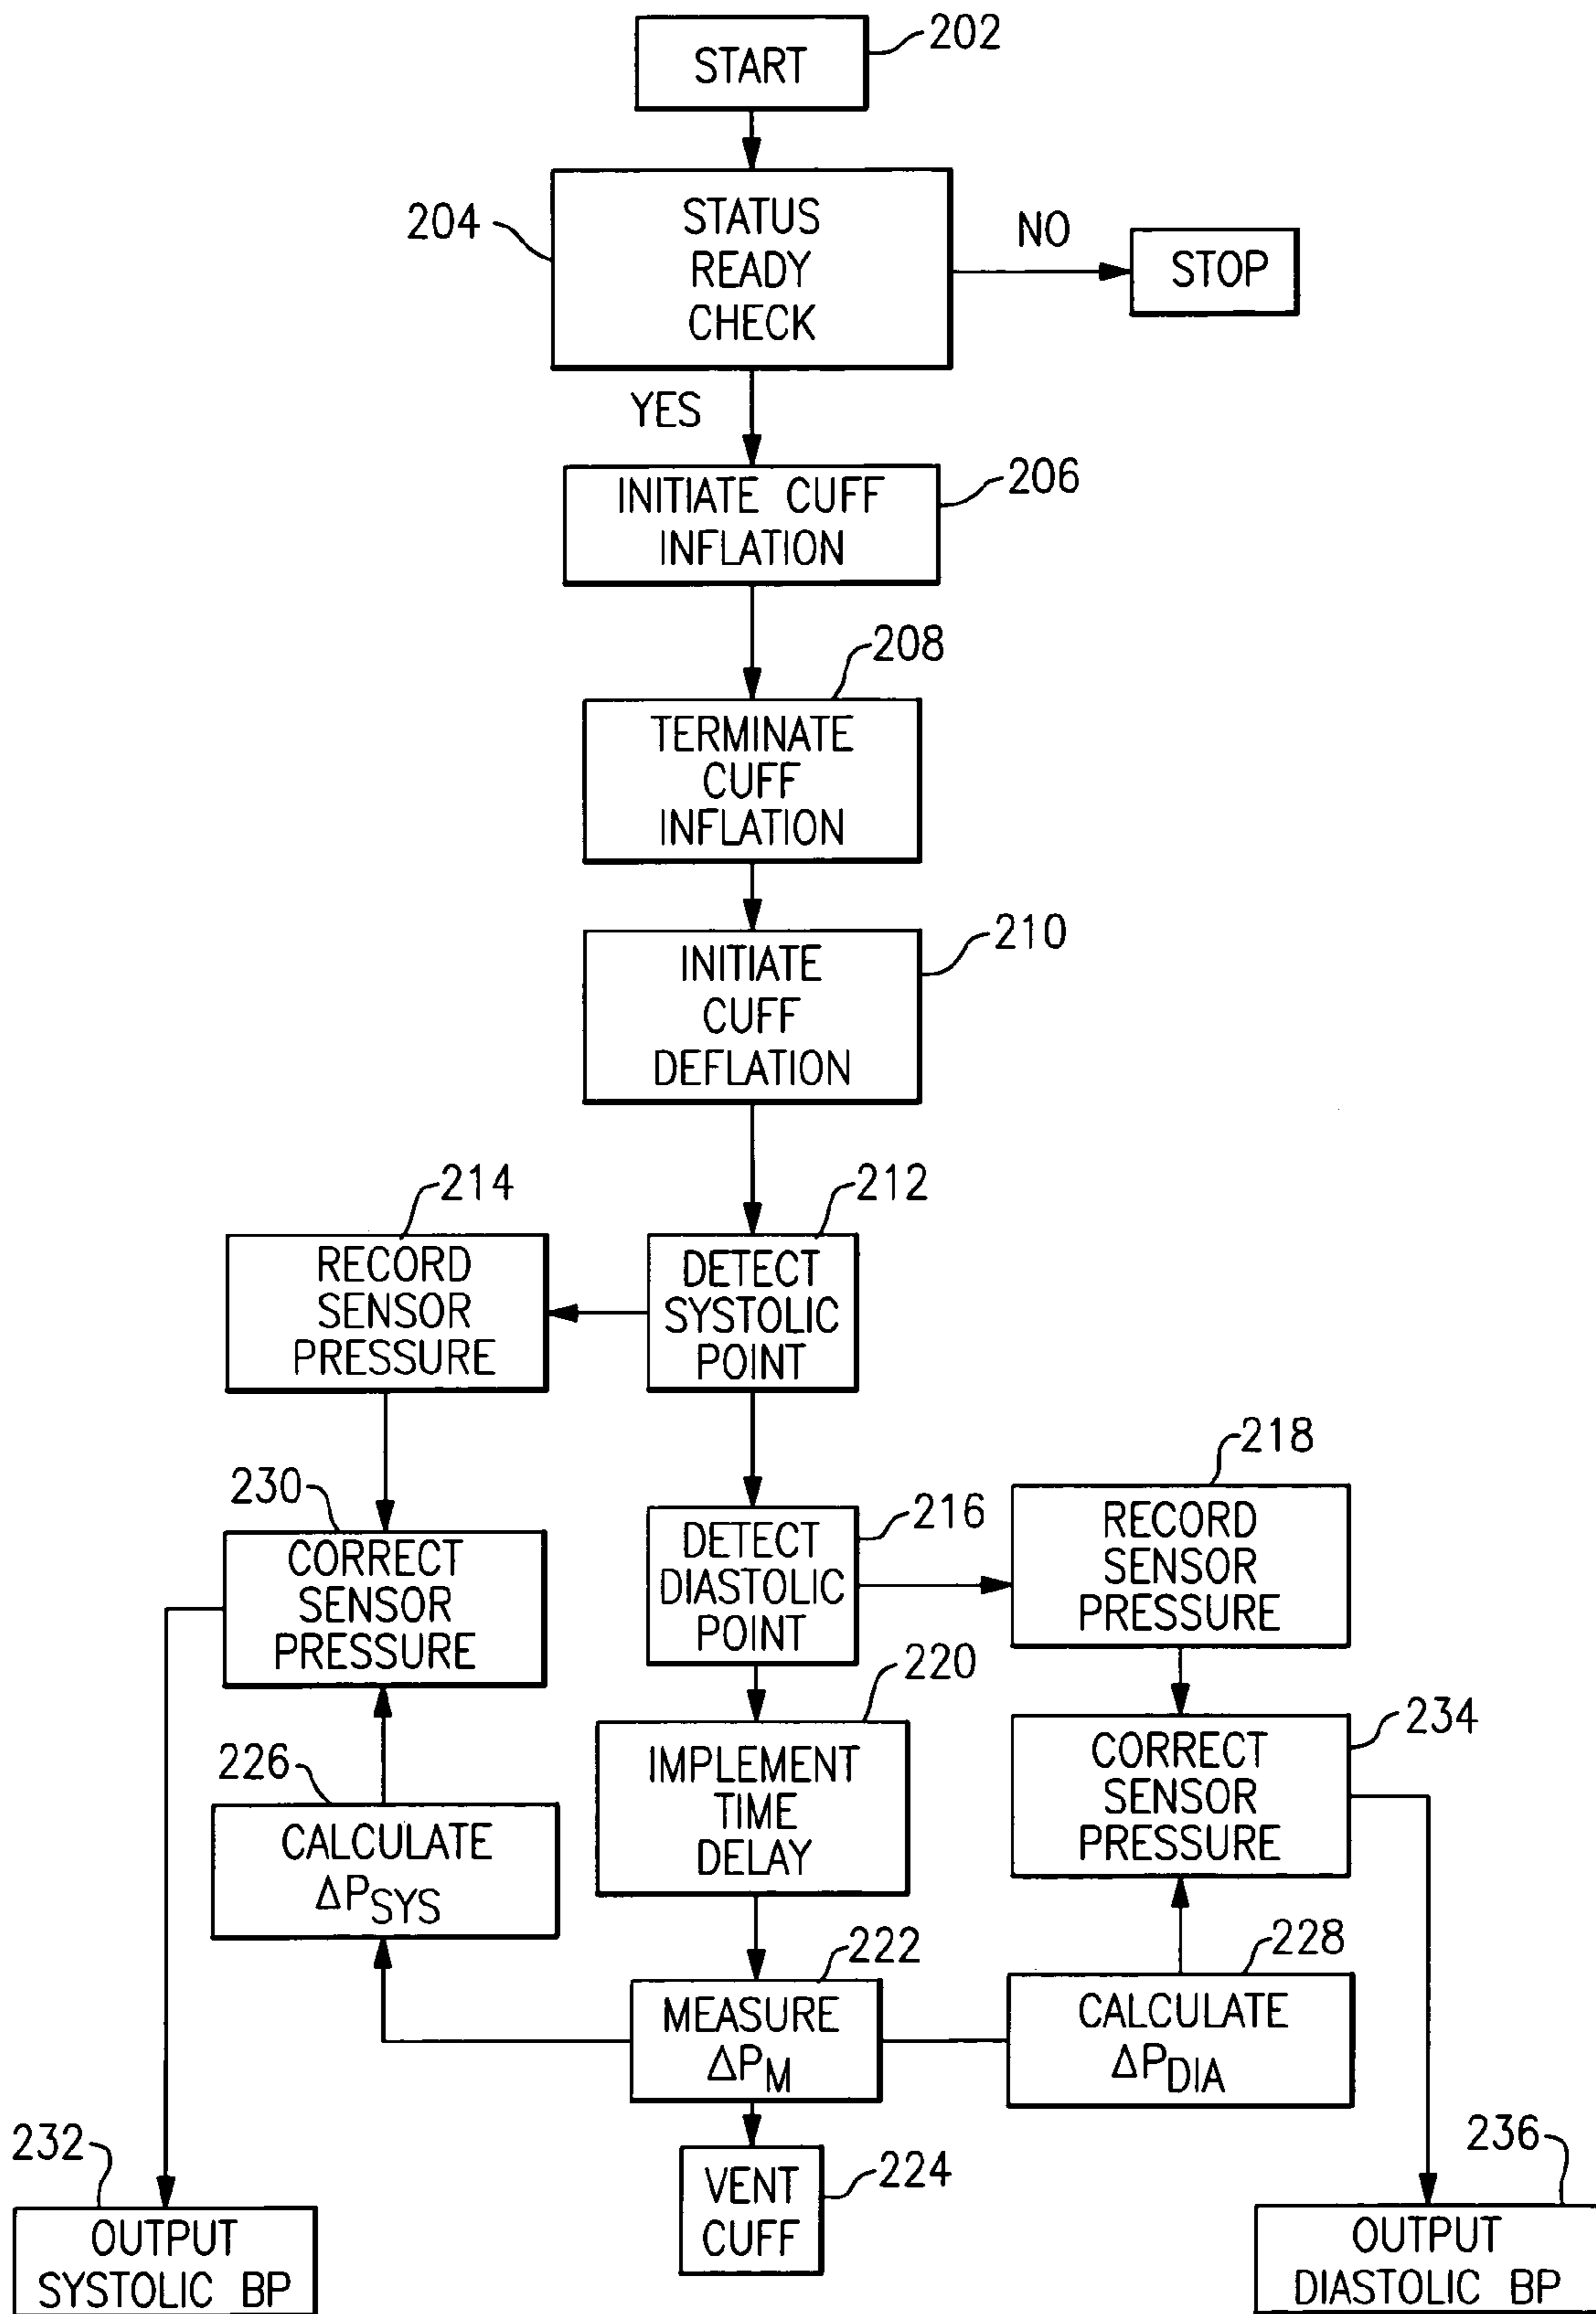 START
202
204
STATUS
READY
CHECK
NO
STOP
YES
INITIATE CUFF
INFLATION
206
208
TERMINATE
CUFF
INFLATION
210
INITIATE
CUFF
DEFLATION
214
RECORD
SENSOR
PRESSURE
212
DETECT
SYSTOLIC
POINT
230
CORRECT
SENSOR
PRESSURE
216
DETECT
DIASTOLIC
POINT
218
RECORD
SENSOR
PRESSURE
226
CALCULATE
ΔPSYS
220
IMPLEMENT
TIME
DELAY
234
CORRECT
SENSOR
PRESSURE
222
MEASURE
ΔPM
228
CALCULATE
ΔPDIA
232
OUTPUT
SYSTOLIC BP
VENT
CUFF
224
236
OUTPUT
DIASTOLIC BP